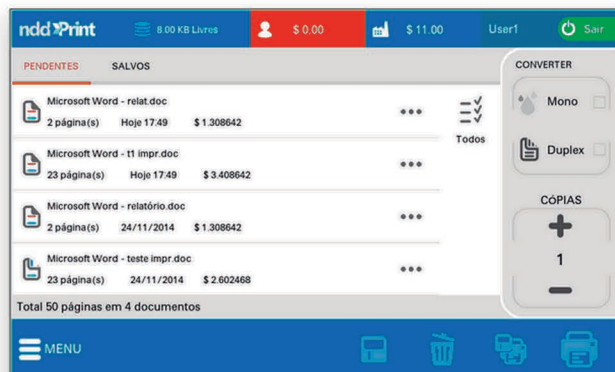 ndd Print 8.00 KB Livres $ 0.00 $ 11.00 User1 Sair
PENDENTES SALVOS
Microsoft Word - relat.doc
2 página(s) Hoje 17:49 $ 1.308642
Microsoft Word - t1 impr.doc
23 página(s) Hoje 17:49 $ 3.408642
Microsoft Word - relatório.doc
2 página(s) 24/11/2014 $ 1.308642
Microsoft Word - teste impr.doc
23 página(s) 24/11/2014 $ 2.602468
Todos
Total 50 páginas em 4 documentos
CONVERTER
Mono
Duplex
CÓPIAS
1
MENU